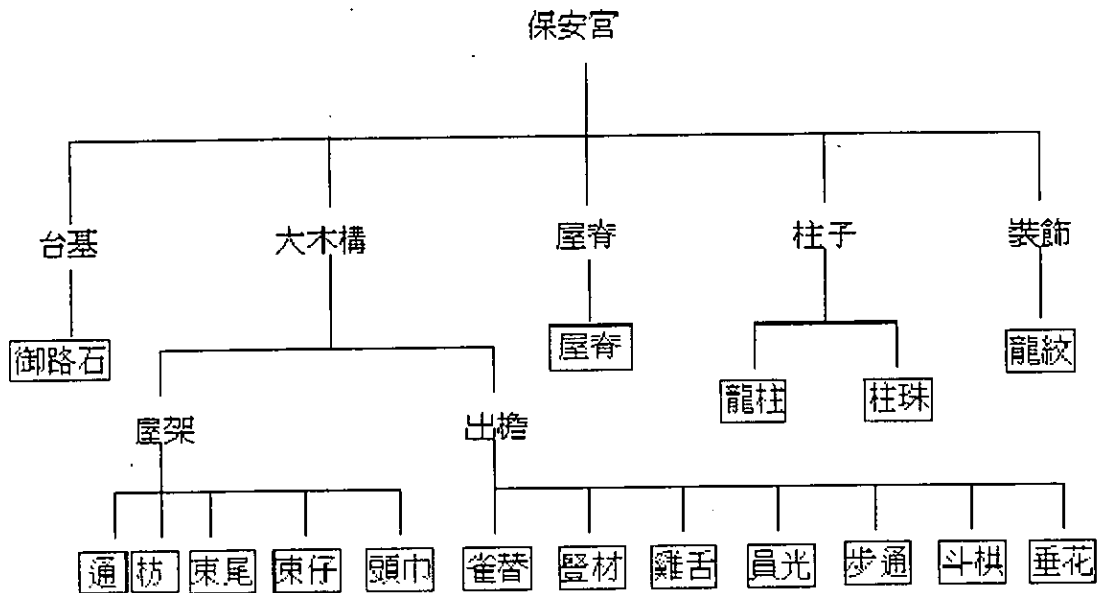 保安宮
台基 大木構 屋脊 柱子 裝飾
御路石 屋脊 龍柱 柱珠 龍紋
屋架 出檐
通 枋 束尾 束仔 頭巾 雀替 豎材 雞舌 員光 步通 斗栱 垂花